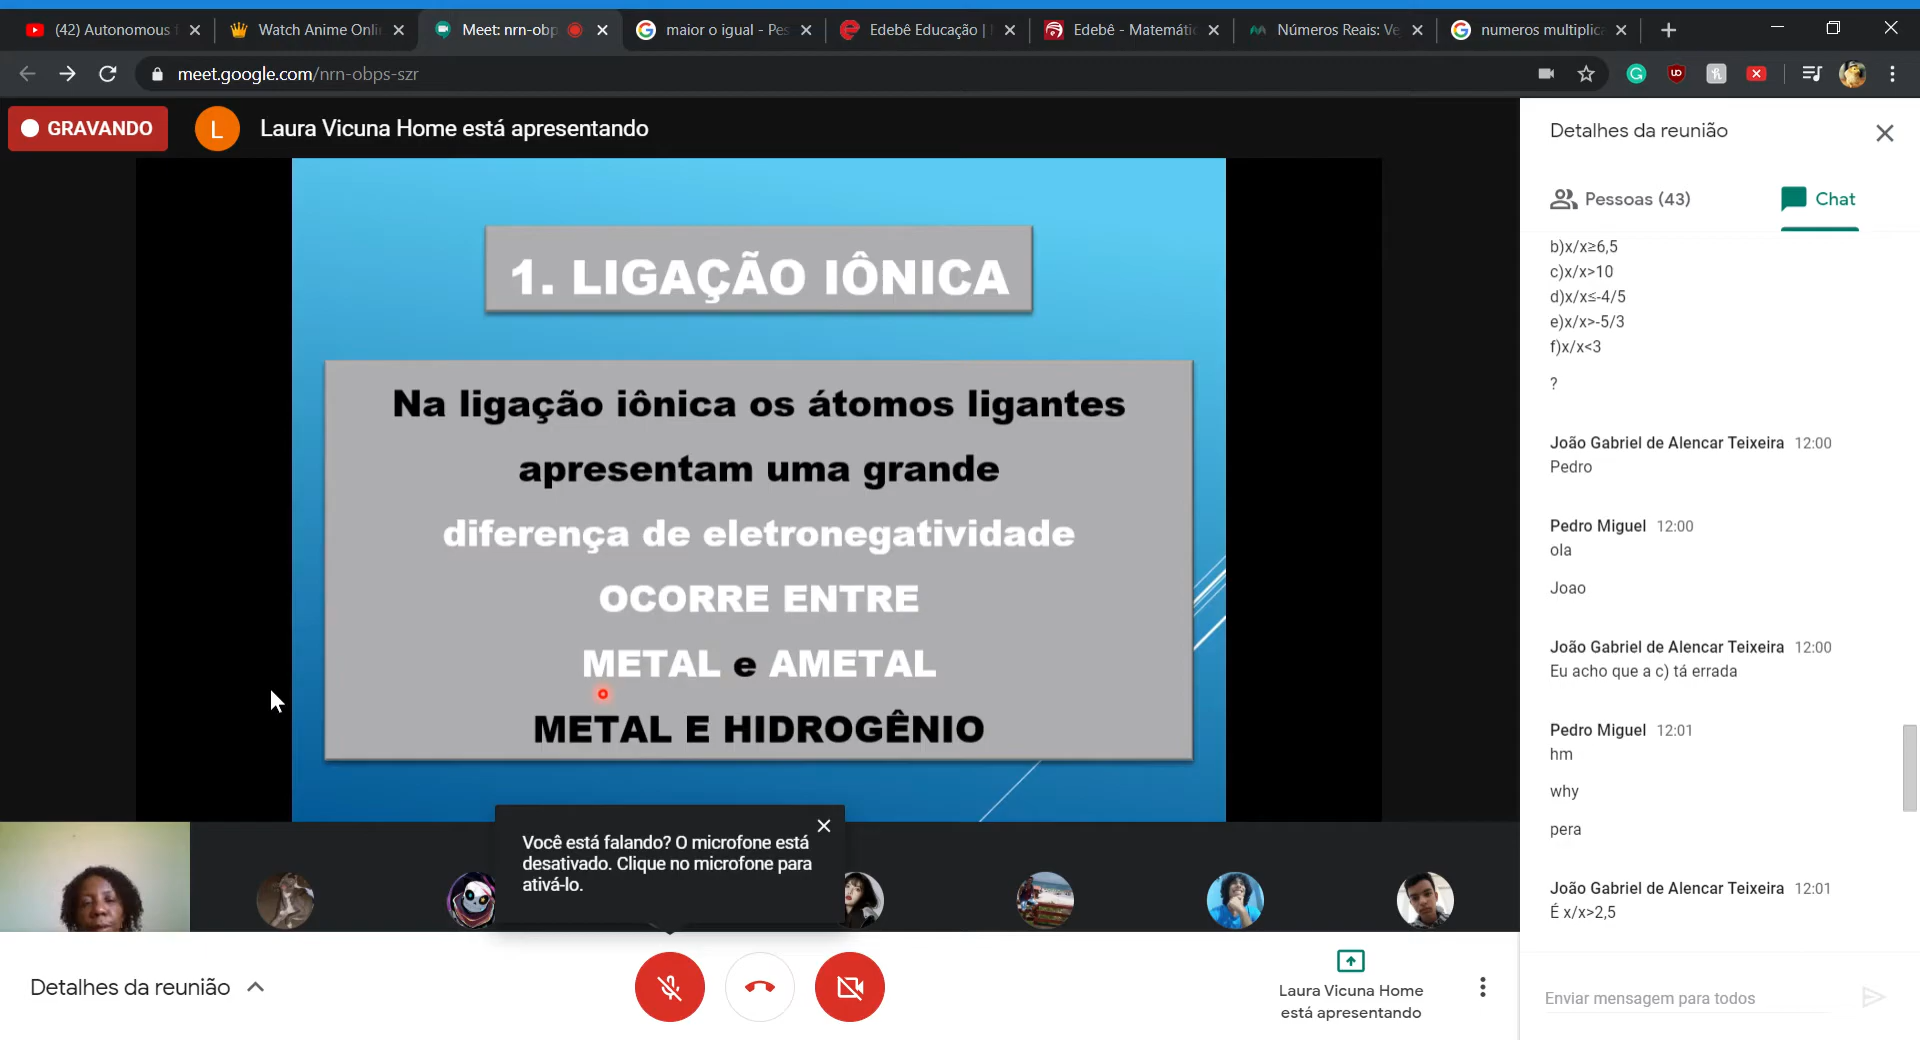 (42) Autonomous
Watch Anime Onli
Meet: nrn-obp
maior o igual - Pes
Edebê Educação |
Edebê - Matemátic
Números Reais: Ve
numeros multiplica
meet.google.com/nrn-obps-szr
GRAVANDO
L
Laura Vicuna Home está apresentando
1. LIGAÇÃO IÔNICA
Na ligação iônica os átomos ligantes
apresentam uma grande
diferença de eletronegatividade
OCORRE ENTRE
METAL e AMETAL
METAL E HIDROGÊNIO
Você está falando? O microfone está
desativado. Clique no microfone para
ativá-lo.
Detalhes da reunião
Laura Vicuna Home
está apresentando
Detalhes da reunião
Pessoas (43)
Chat
b)x/x≥6,5
c)x/x>10
d)x/x≤-4/5
e)x/x>-5/3
f)x/x<3
?
João Gabriel de Alencar Teixeira 12:00
Pedro
Pedro Miguel 12:00
ola
Joao
João Gabriel de Alencar Teixeira 12:00
Eu acho que a c) tá errada
Pedro Miguel 12:01
hm
why
pera
João Gabriel de Alencar Teixeira 12:01
É x/x>2,5
Enviar mensagem para todos